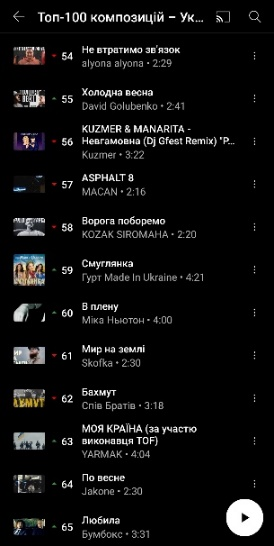 Топ-100 композицій – Ук...
54
Не втратимо зв'язок
alyona alyona • 2:29
55
Холодна весна
David Golubenko • 2:41
56
KUZMER & MANARITA -
Невгамовна (Dj Gfest Remix) "P...
Kuzmer • 3:22
57
ASPHALT 8
MACAN • 2:16
58
Ворога поборемо
KOZAK SIROMAHA • 2:20
59
Смуглянка
Гурт Made In Ukraine • 4:21
60
В плену
Міка Ньютон • 4:00
61
Мир на землі
Skofka • 2:30
62
Бахмут
Спів Братів • 3:18
63
МОЯ КРАЇНА (за участю
виконавця TOF)
YARMAK • 4:04
64
По весне
Jakone • 2:30
65
Любила
Бумбокс • 3:31